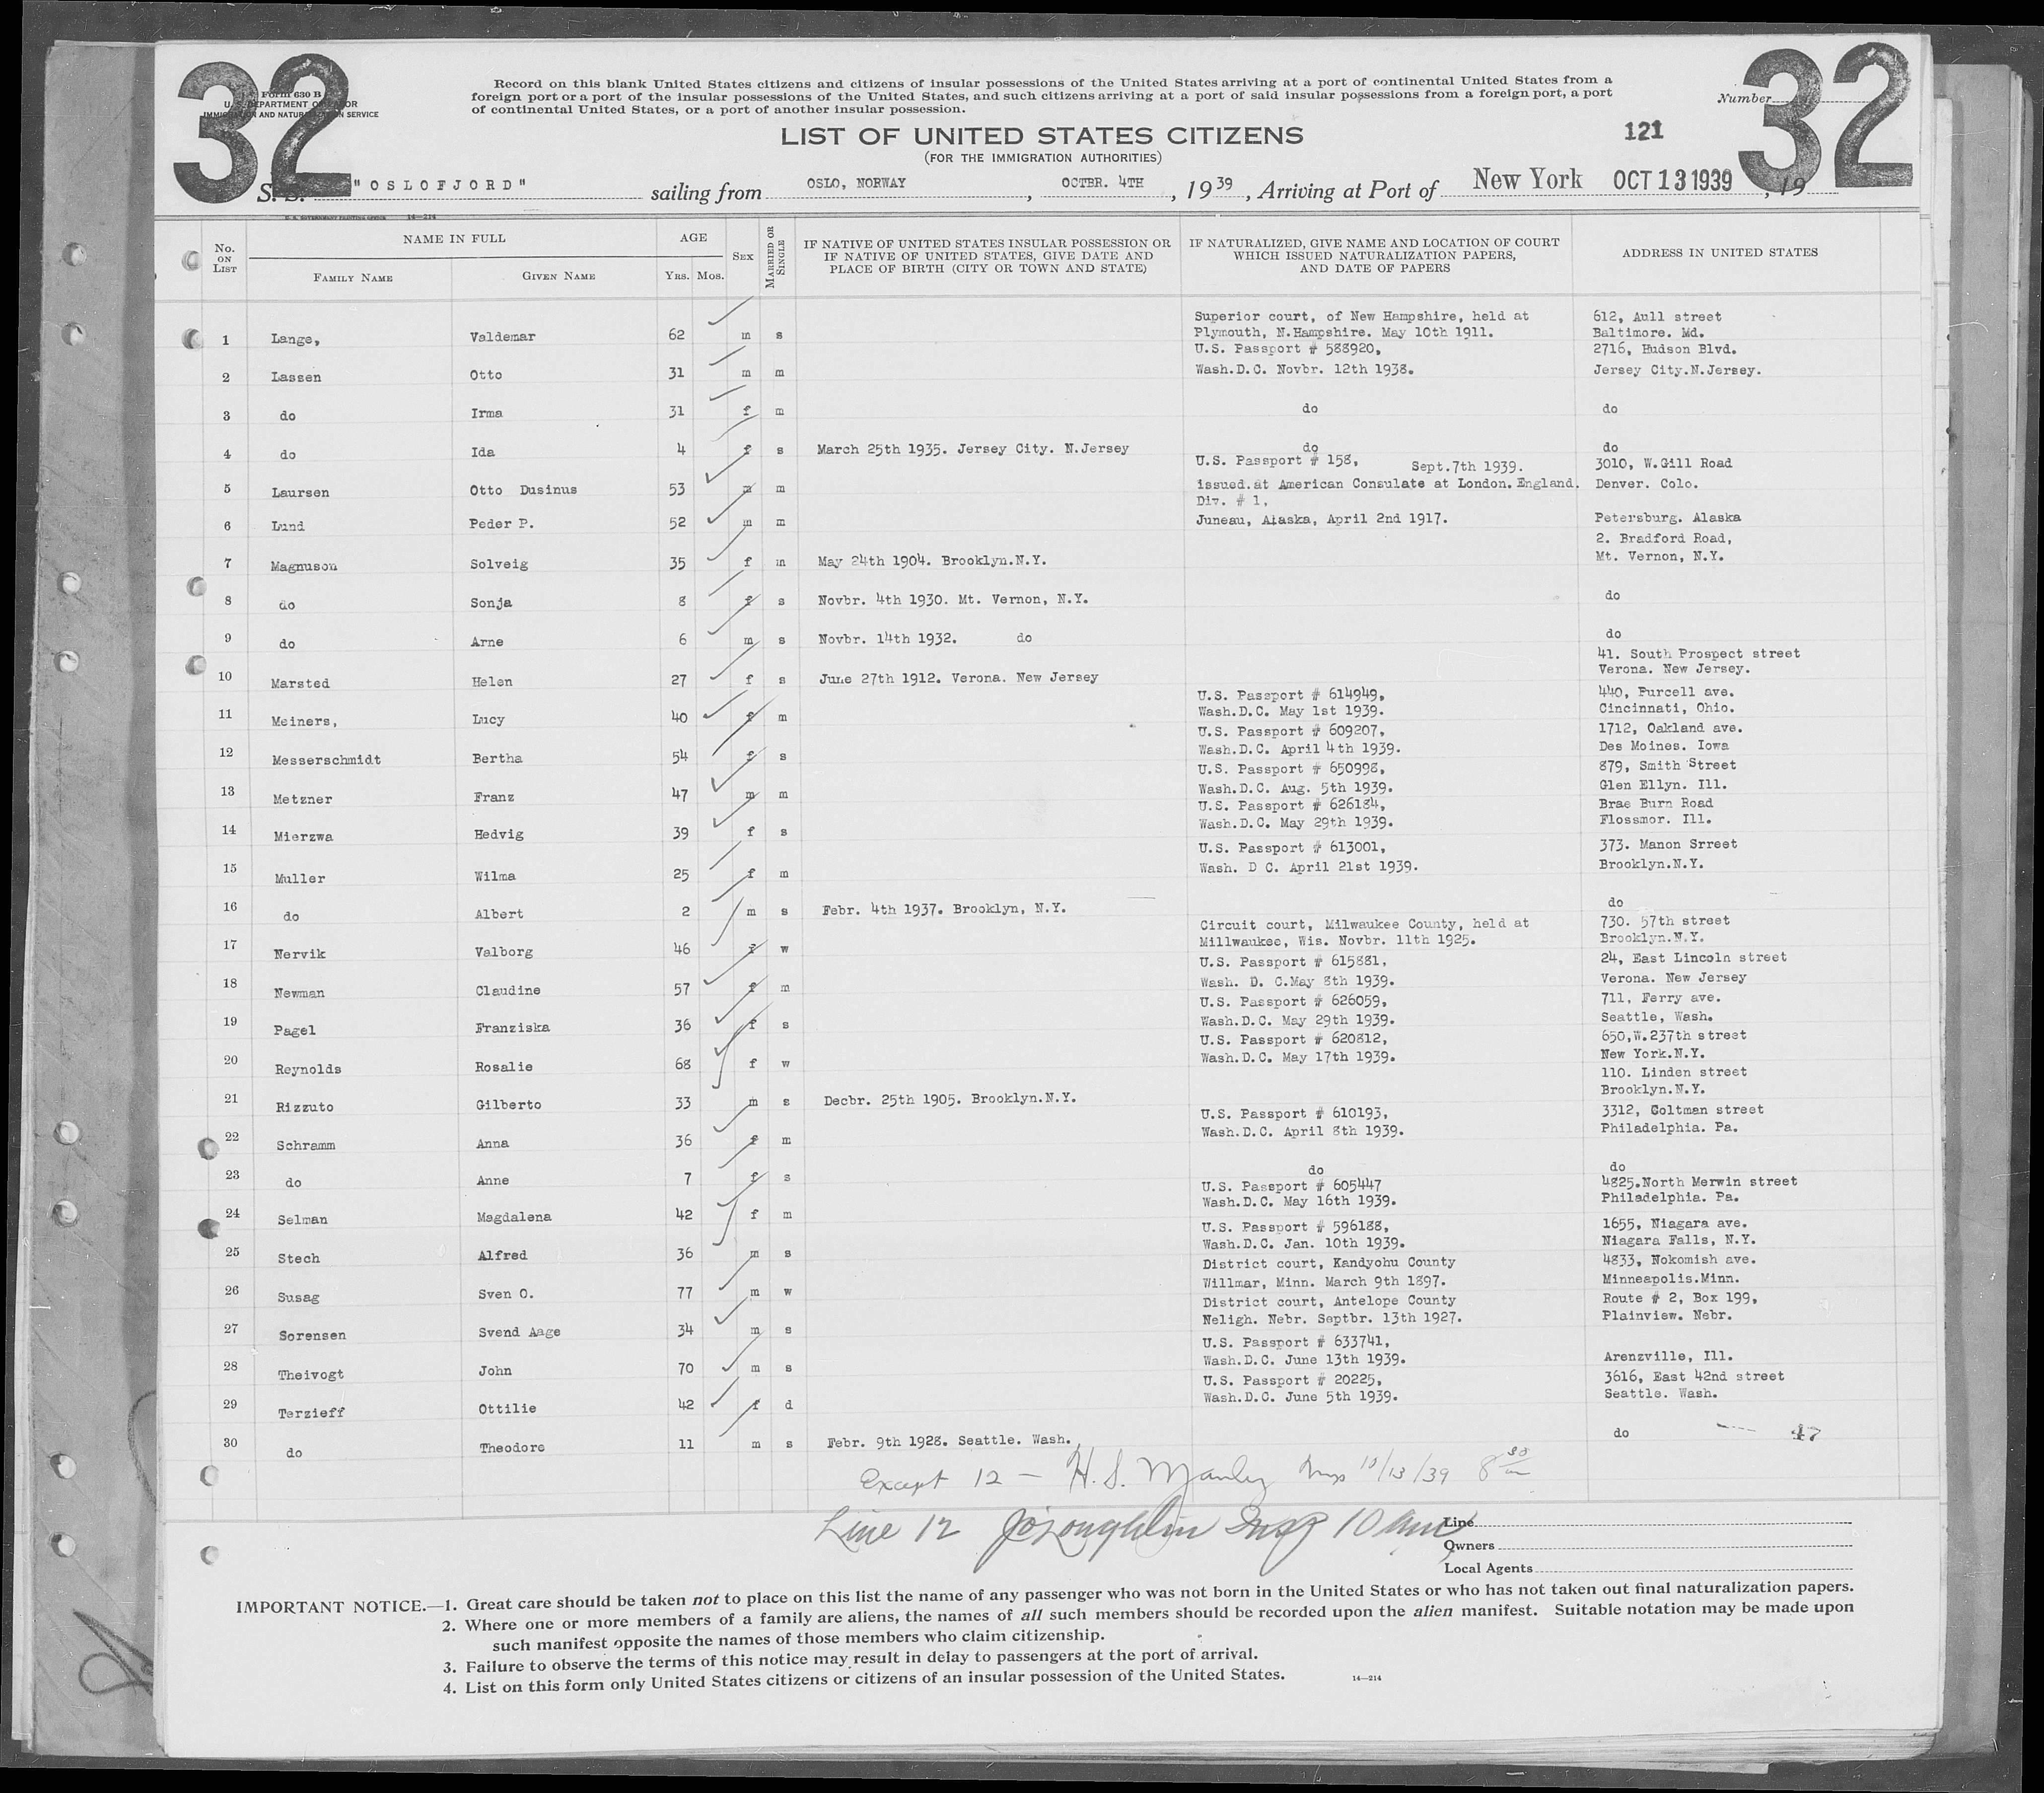 32
32
Form 630 B
U. S. DEPARTMENT OF LABOR
IMMIGRATION AND NATURALIZATION SERVICE
Record on this blank United States citizens and citizens of insular possessions of the United States arriving at a port of continental United States from a
foreign port or a port of the insular possessions of the United States, and such citizens arriving at a port of said insular possessions from a foreign port, a port
of continental United States, or a port of another insular possession.
Number
LIST OF UNITED STATES CITIZENS
121
(FOR THE IMMIGRATION AUTHORITIES)
S. S. "OSLOFJORD" sailing from OSLO, NORWAY , OCTBR. 4TH , 1939 , Arriving at Port of New York OCT 13 1939 , 19
U. S. GOVERNMENT PRINTING OFFICE 14—214
No. ON LIST NAME IN FULL FAMILY NAME GIVEN NAME AGE YRS. MOS. SEX MARRIED OR SINGLE
IF NATIVE OF UNITED STATES INSULAR POSSESSION OR
IF NATIVE OF UNITED STATES, GIVE DATE AND
PLACE OF BIRTH (CITY OR TOWN AND STATE)
IF NATURALIZED, GIVE NAME AND LOCATION OF COURT
WHICH ISSUED NATURALIZATION PAPERS,
AND DATE OF PAPERS
ADDRESS IN UNITED STATES
Superior court, of New Hampshire, held at 612, Aull street
1 Lange, Valdemar 62 m s Plymouth, N.Hampshire. May 10th 1911. Baltimore. Md.
U.S. Passport # 588920, 2716, Hudson Blvd.
2 Lassen Otto 31 m m Wash.D.C. Novbr. 12th 1938. Jersey City.N.Jersey.
3 do Irma 31 f m do do
4 do Ida 4 f s March 25th 1935. Jersey City. N.Jersey do do
U.S. Passport # 158, Sept.7th 1939. 3010, W.Gill Road
5 Laursen Otto Dusinus 53 m m issued.at American Consulate at London.England. Denver. Colo.
Div. # 1,
6 Lund Peder P. 52 m m Juneau, Alaska, April 2nd 1917. Petersburg. Alaska
2. Bradford Road,
7 Magnuson Solveig 35 f m May 24th 1904. Brooklyn.N.Y. Mt. Vernon, N.Y.
8 do Sonja 8 f s Novbr. 4th 1930. Mt. Vernon, N.Y. do
9 do Arne 6 m s Novbr. 14th 1932. do do
41. South Prospect street
10 Marsted Helen 27 f s June 27th 1912. Verona. New Jersey Verona. New Jersey.
U.S. Passport # 614949, 440, Purcell ave.
11 Meiners, Lucy 40 f m Wash.D.C. May 1st 1939. Cincinnati, Ohio.
U.S. Passport # 609207, 1712, Oakland ave.
12 Messerschmidt Bertha 54 f s Wash.D.C. April 4th 1939. Des Moines. Iowa
U.S. Passport # 650998, 879, Smith Street
13 Metzner Franz 47 m m Wash.D.C. Aug. 5th 1939. Glen Ellyn. Ill.
U.S. Passport # 626184, Brae Burn Road
14 Mierzwa Hedvig 39 f s Wash.D.C. May 29th 1939. Flossmor. Ill.
U.S. Passport # 613001, 373. Manon Srreet
15 Muller Wilma 25 f m Wash. D C. April 21st 1939. Brooklyn.N.Y.
16 do Albert 2 m s Febr. 4th 1937. Brooklyn, N.Y. do
Circuit court, Milwaukee County, held at 730. 57th street
17 Nervik Valborg 46 f w Millwaukee, Wis. Novbr. 11th 1925. Brooklyn.N.Y.
U.S. Passport # 615881, 24, East Lincoln street
18 Newman Claudine 57 f m Wash. D. C.May 8th 1939. Verona. New Jersey
U.S. Passport # 626059, 711, Ferry ave.
19 Pagel Franziska 36 f s Wash.D.C. May 29th 1939. Seattle, Wash.
U.S. Passport # 620812, 650,W.237th street
20 Reynolds Rosalie 68 f w Wash.D.C. May 17th 1939. New York.N.Y.
110. Linden street
21 Rizzuto Gilberto 33 m s Decbr. 25th 1905. Brooklyn.N.Y. Brooklyn.N.Y.
U.S. Passport # 610193, 3312, Coltman street
22 Schramm Anna 36 f m Wash.D.C. April 8th 1939. Philadelphia. Pa.
23 do Anne 7 f s do do
U.S. Passport # 605447 4825.North Merwin street
24 Selman Magdalena 42 f m Wash.D.C. May 16th 1939. Philadelphia. Pa.
U.S. Passport # 596188, 1655, Niagara ave.
25 Stech Alfred 36 m s Wash.D.C. Jan. 10th 1939. Niagara Falls, N.Y.
District court, Kandyohu County 4833, Nokomish ave.
26 Susag Sven O. 77 m w Willmar, Minn. March 9th 1897. Minneapolis.Minn.
District court, Antelope County Route # 2, Box 199,
27 Sorensen Svend Aage 34 m s Neligh. Nebr. Septbr. 13th 1927. Plainview. Nebr.
U.S. Passport # 633741,
28 Theivogt John 70 m s Wash.D.C. June 13th 1939. Arenzville, Ill.
U.S. Passport # 20225, 3616, East 42nd street
29 Terzieff Ottilie 42 f d Wash.D.C. June 5th 1939. Seattle. Wash.
30 do Theodore 11 m s Febr. 9th 1928. Seattle. Wash. do 47
Except 12 — H. S. Manley Insp 10/13/39 8 30 am
Line 12 J O'Loughlin Insp 10 am
Line
Owners
Local Agents
IMPORTANT NOTICE.—1. Great care should be taken not to place on this list the name of any passenger who was not born in the United States or who has not taken out final naturalization papers.
2. Where one or more members of a family are aliens, the names of all such members should be recorded upon the alien manifest. Suitable notation may be made upon
such manifest opposite the names of those members who claim citizenship.
3. Failure to observe the terms of this notice may result in delay to passengers at the port of arrival.
4. List on this form only United States citizens or citizens of an insular possession of the United States. 14—214